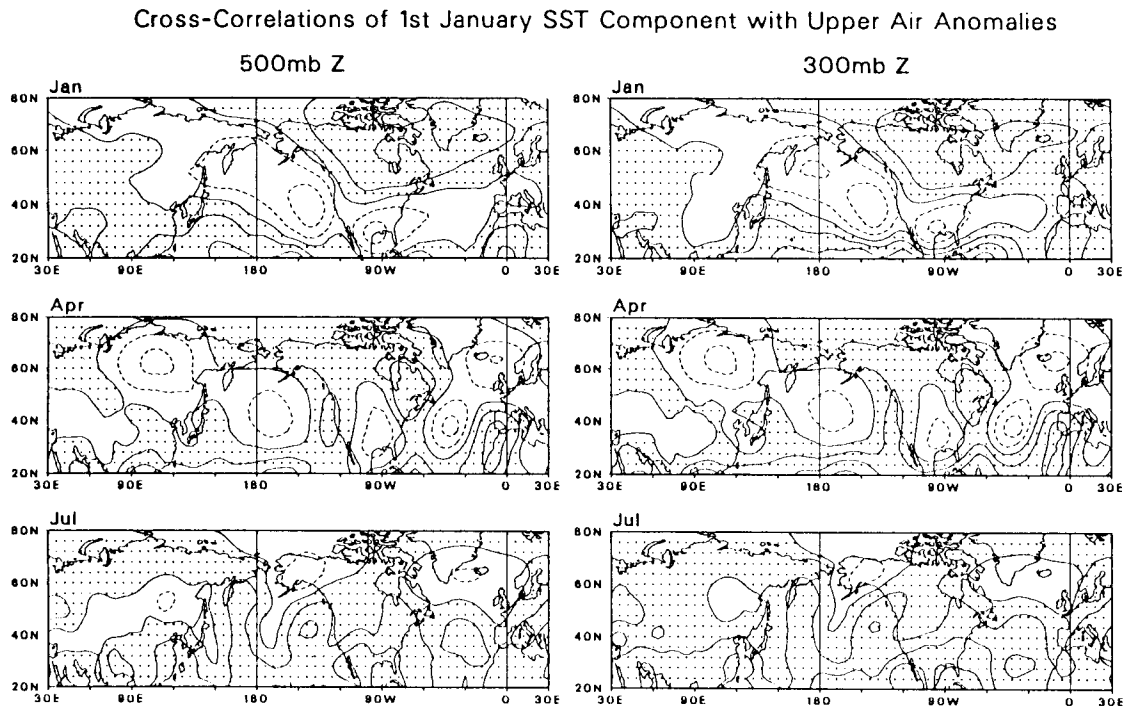 Cross-Correlations of 1st January SST Component with Upper Air Anomalies
500mb Z
300mb Z
Jan
Jan
80N
60N
40N
20N
30E 90E 180 90W 0 30E
80N
60N
40N
20N
30E 90E 180 90W 0 30E
Apr
Apr
80N
60N
40N
20N
30E 90E 180 90W 0 30E
80N
60N
40N
20N
30E 90E 180 90W 0 30E
Jul
Jul
80N
60N
40N
20N
30E 90E 180 90W 0 30E
80N
60N
40N
20N
30E 90E 180 90W 0 30E